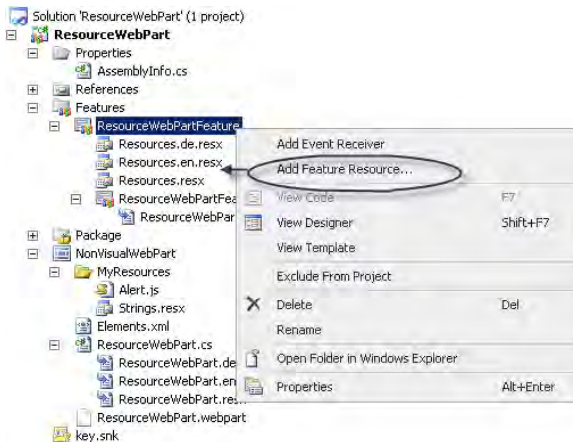 Solution 'ResourceWebPart' (1 project)
ResourceWebPart
Properties
AssemblyInfo.cs
References
Features
ResourceWebPartFeature
Resources.de.resx
Resources.en.resx
Resources.resx
ResourceWebPartFea
ResourceWebPar
Package
NonVisualWebPart
MyResources
Alert.js
Strings.resx
Elements.xml
ResourceWebPart.cs
ResourceWebPart.de
ResourceWebPart.en
ResourceWebPart.res
ResourceWebPart.webpart
key.snk
Add Event Receiver
Add Feature Resource...
View Code F7
View Designer Shift+F7
View Template
Exclude From Project
Delete Del
Rename
Open Folder in Windows Explorer
Properties Alt+Enter